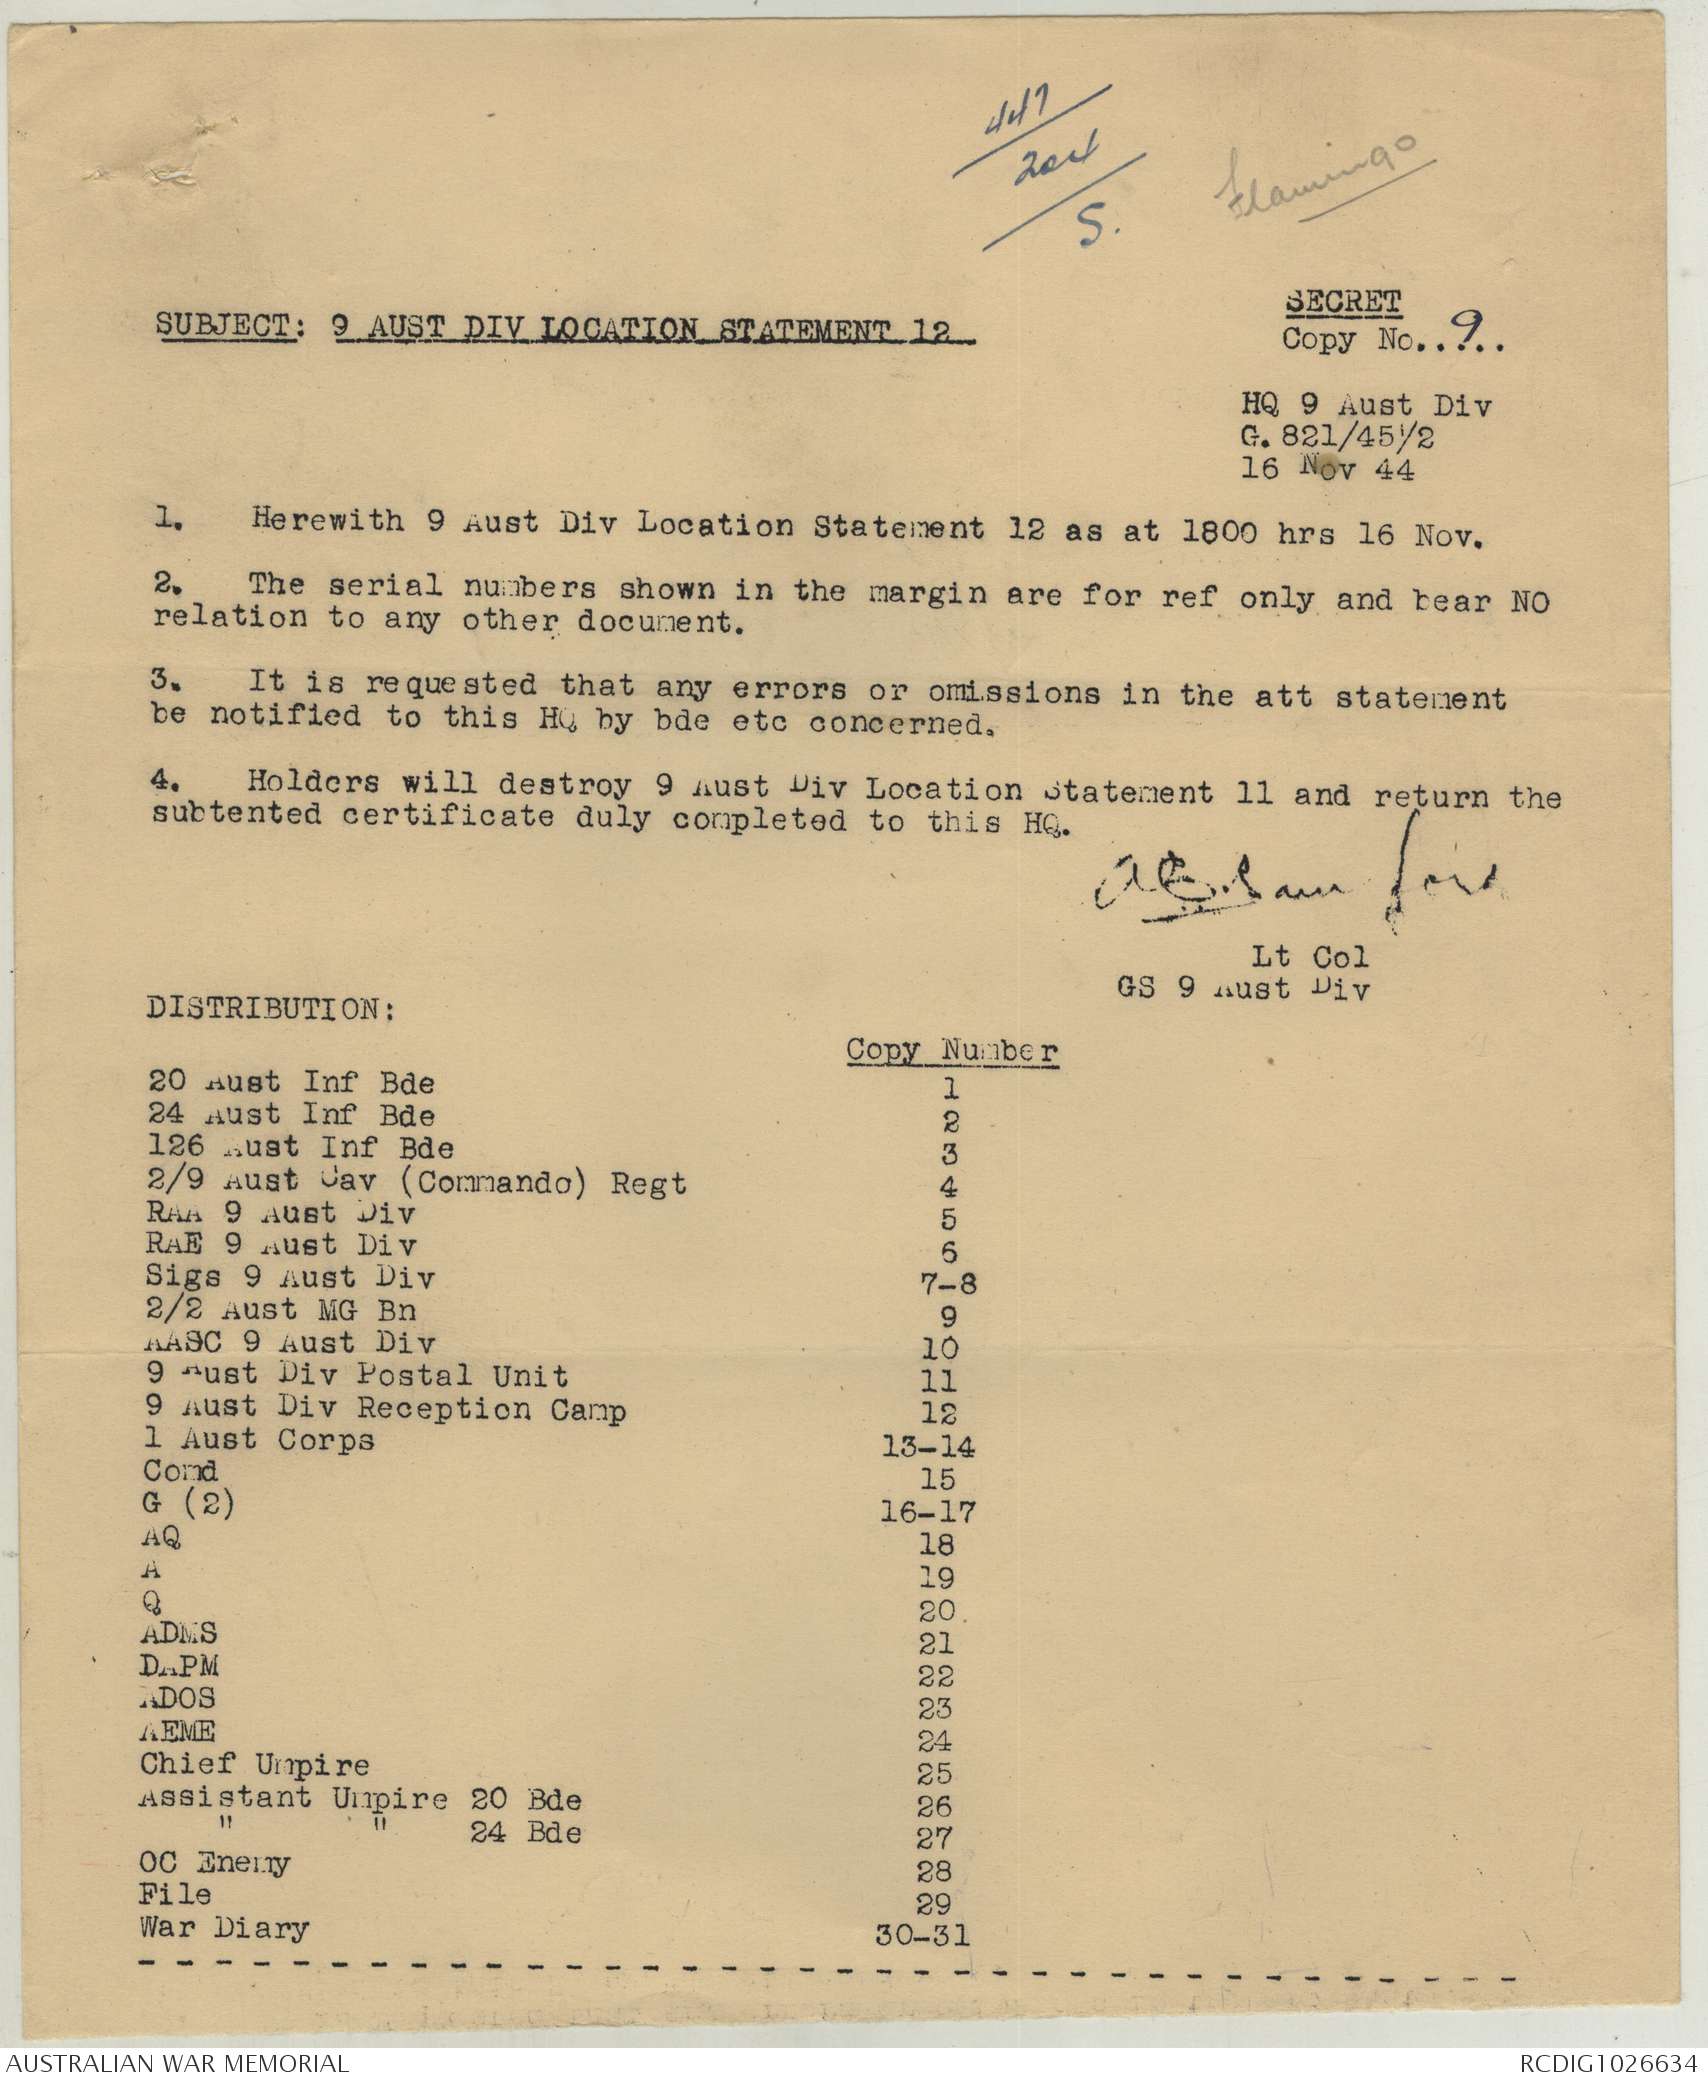 447
204
S.
Flamingo
SECRET
SUBJECT: 9 AUST DIV LOCATION STATEMENT 12
Copy No..9..
HQ 9 Aust Div
G.821/451/2
16 Nov 44
1. Herewith 9 Aust Div Location Statement 12 as at 1800 hrs 16 Nov.
2. The serial numbers shown in the margin are for ref only and bear NO
relation to any other document.
3. It is requested that any errors or omissions in the att statement
be notified to this HQ by bde etc concerned.
4. Holders will destroy 9 Aust Div Location Statement 11 and return the
subtented certificate duly completed to this HQ.
Lt Col
GS 9 Aust Div
DISTRIBUTION:
Copy Number
20 Aust Inf Bde 1
24 Aust Inf Bde 2
126 Aust Inf Bde 3
2/9 Aust Cav (Commando) Regt 4
RAA 9 Aust Div 5
RAE 9 Aust Div 6
Sigs 9 Aust Div 7-8
2/2 Aust MG Bn 9
AASC 9 Aust Div 10
9 Aust Div Postal Unit 11
9 Aust Div Reception Camp 12
1 Aust Corps 13-14
Comd 15
G (2) 16-17
AQ 18
A 19
Q 20
ADMS 21
DAPM 22
ADOS 23
AEME 24
Chief Umpire 25
Assistant Umpire 20 Bde 26
" " 24 Bde 27
OC Enemy 28
File 29
War Diary 30-31
AUSTRALIAN WAR MEMORIAL
RCDIG1026634